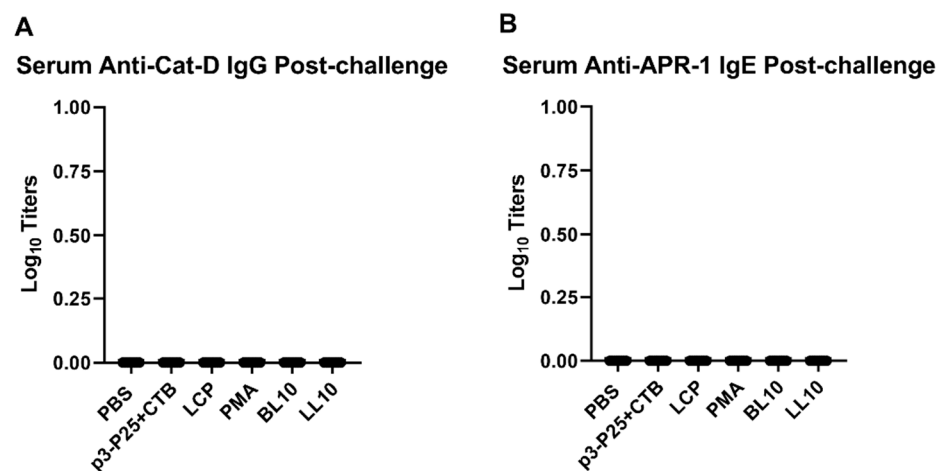 A
Serum Anti-Cat-D IgG Post-challenge
Log10 Titers
1.00
0.75
0.50
0.25
0.00
PBS
p3-P25+CTB
LCP
PMA
BL10
LL10
B
Serum Anti-APR-1 IgE Post-challenge
Log10 Titers
1.00
0.75
0.50
0.25
0.00
PBS
p3-P25+CTB
LCP
PMA
BL10
LL10